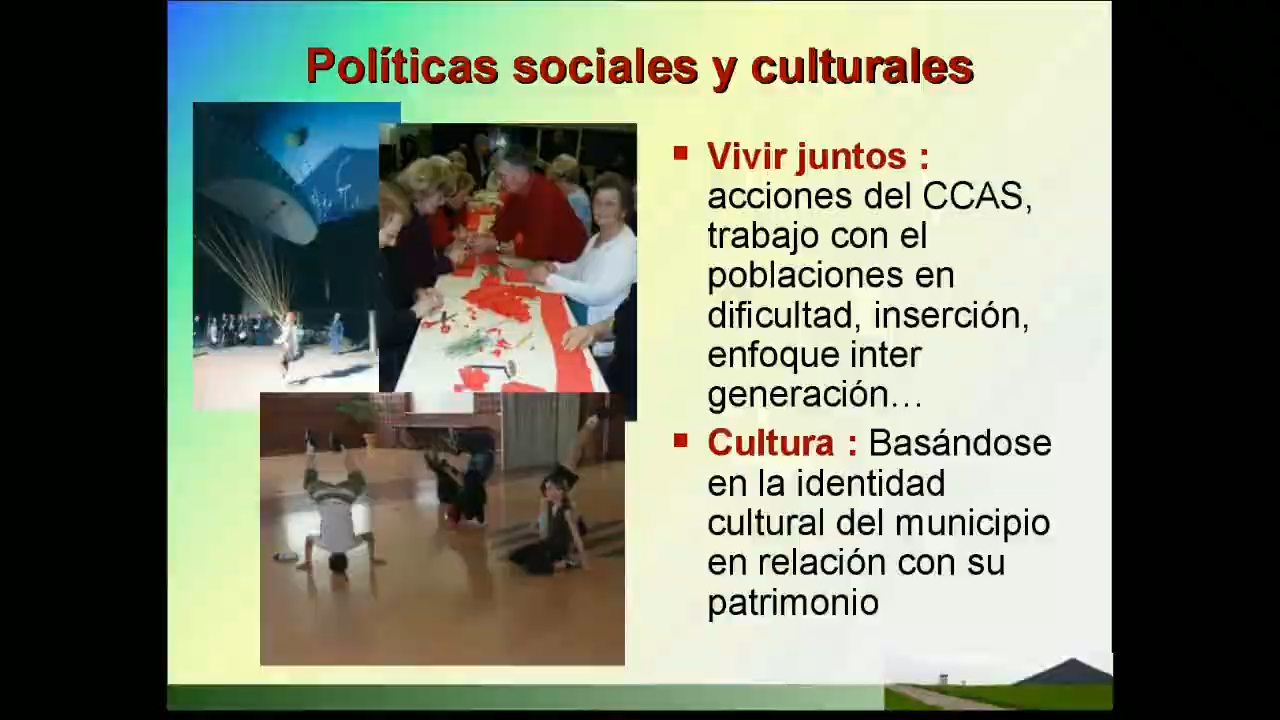 Políticas sociales y culturales
Vivir juntos :
acciones del CCAS,
trabajo con el
poblaciones en
dificultad, inserción,
enfoque inter
generación…
Cultura : Basándose
en la identidad
cultural del municipio
en relación con su
patrimonio